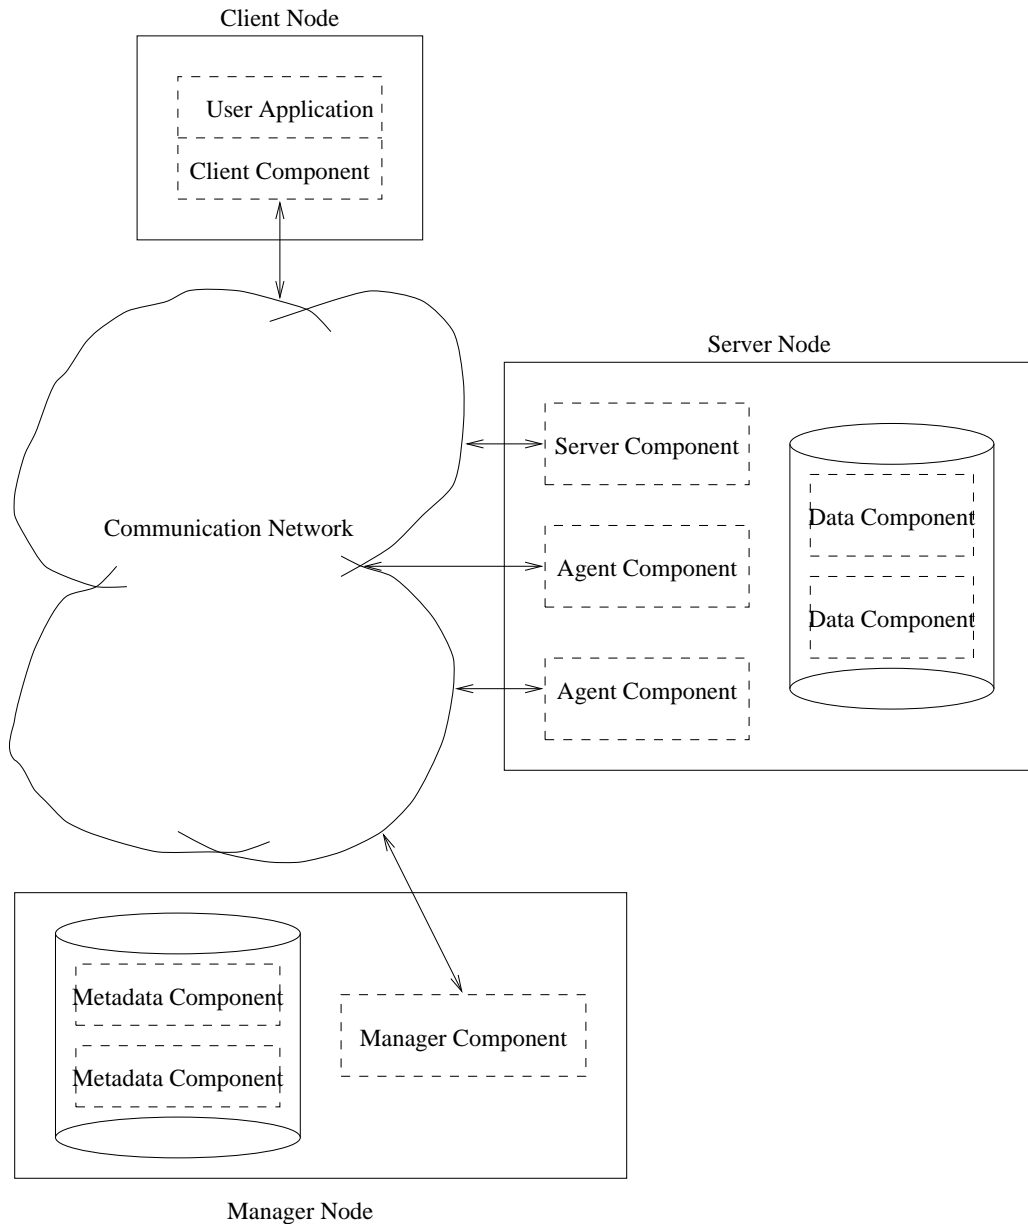 Client Node
User Application
Client Component
Server Node
Server Component
Data Component
Communication Network
Agent Component
Data Component
Agent Component
Metadata Component
Manager Component
Metadata Component
Manager Node